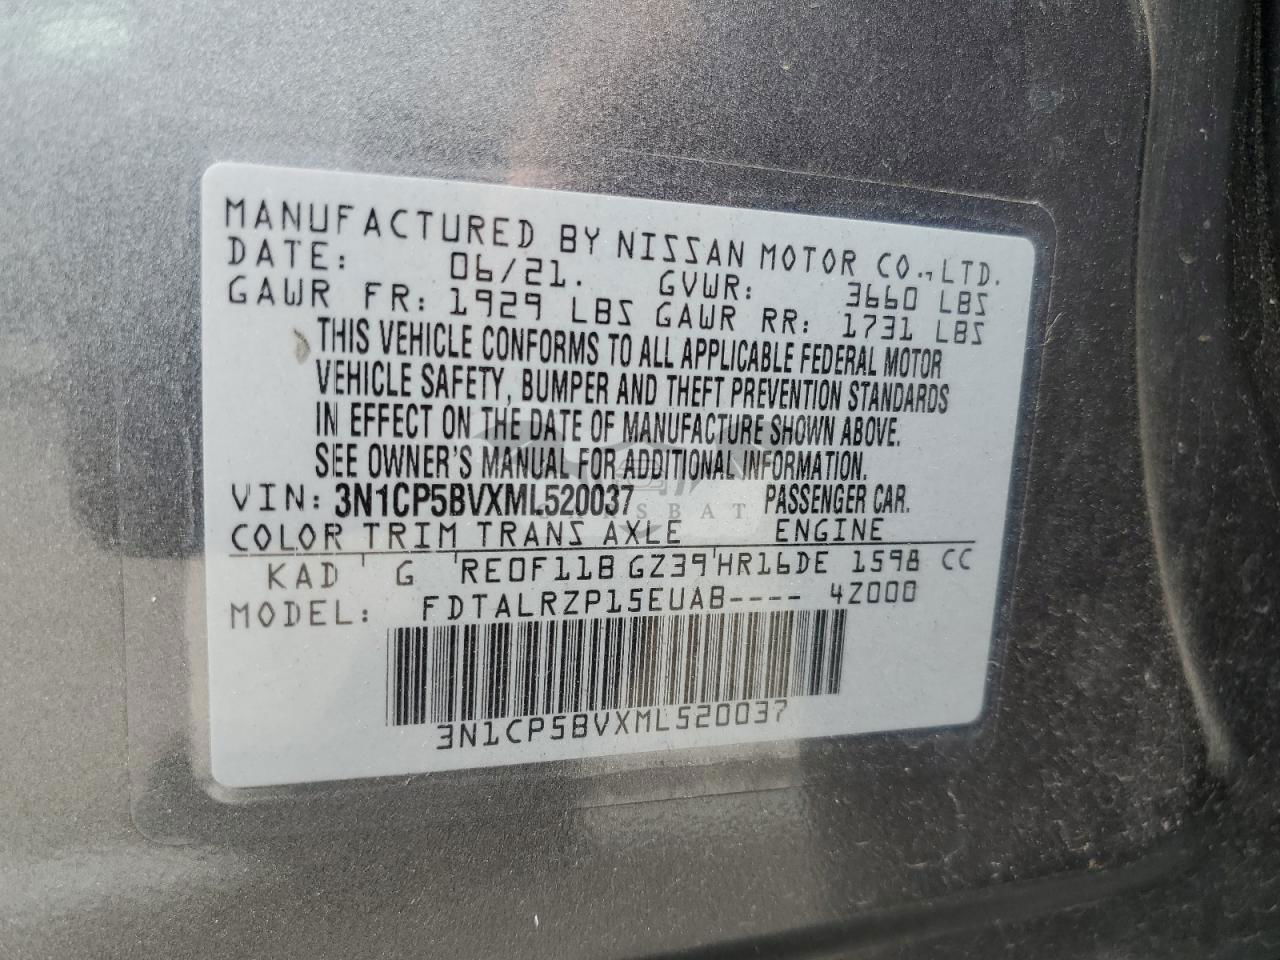 MANUFACTURED BY NISSAN MOTOR CO., LTD.
DATE: 06/21. GVWR: 3660 LBS
GAWR FR: 1929 LBS GAWR RR: 1731 LBS
THIS VEHICLE CONFORMS TO ALL APPLICABLE FEDERAL MOTOR
VEHICLE SAFETY, BUMPER AND THEFT PREVENTION STANDARDS
IN EFFECT ON THE DATE OF MANUFACTURE SHOWN ABOVE.
SEE OWNER'S MANUAL FOR ADDITIONAL INFORMATION.
VIN: 3N1CP5BVXML520037 PASSENGER CAR.
COLOR TRIM TRANS AXLE ENGINE
KAD G RE0F11B GZ39 HR16DE 1598 CC
MODEL: FDTALRZP15EUAB---- 4Z000
3N1CP5BVXML520037